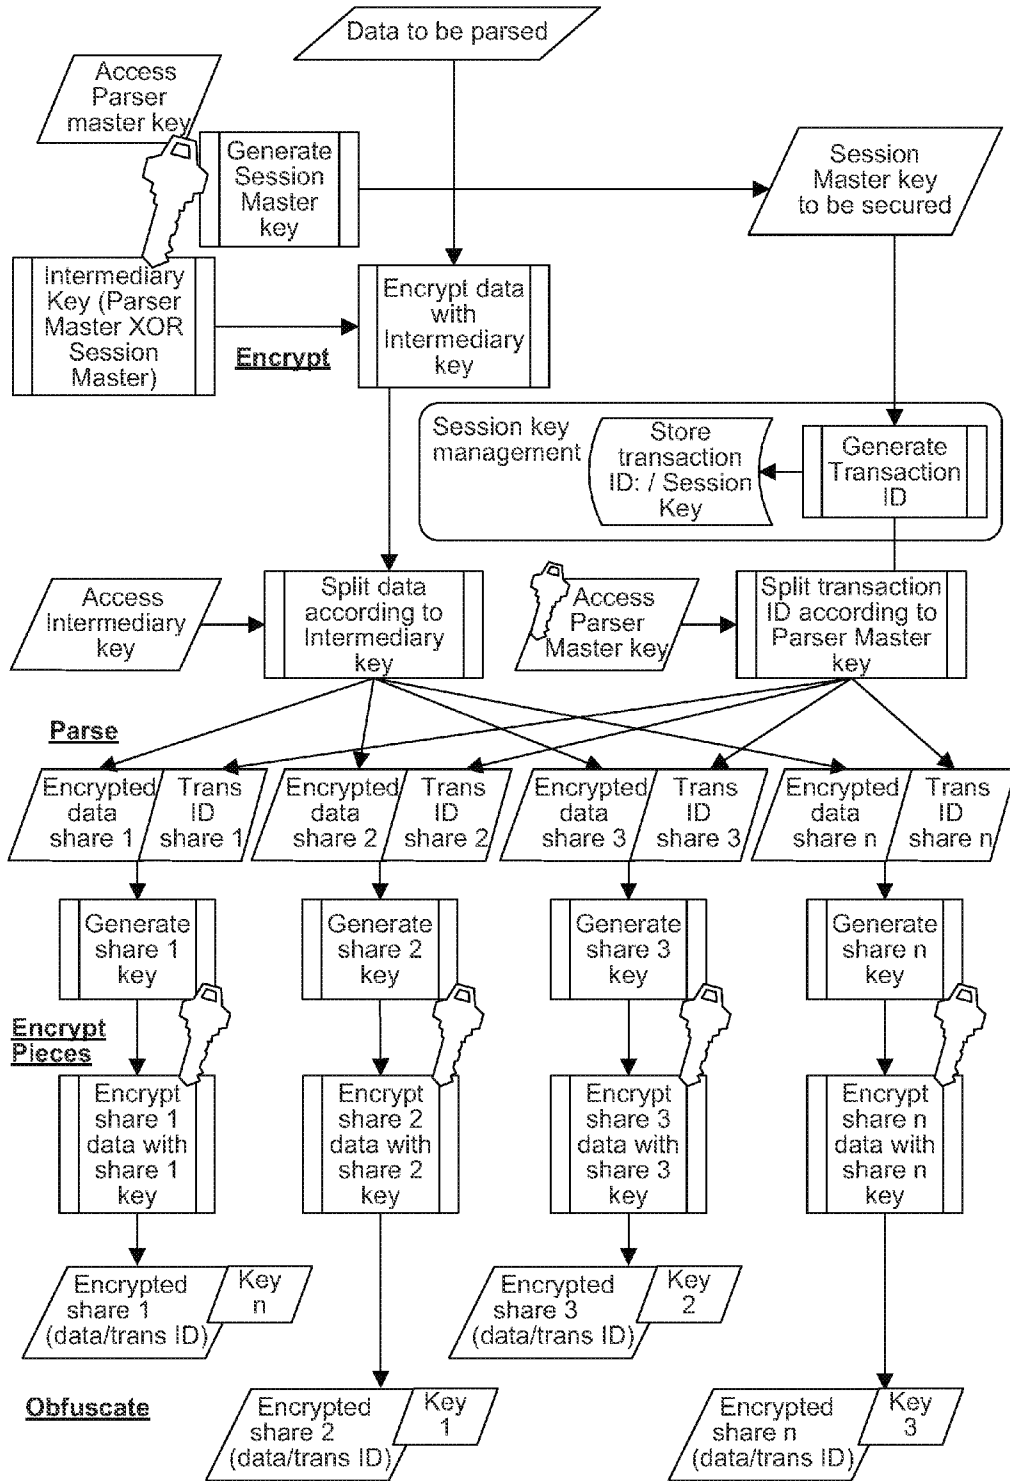 Data to be parsed
Access
Parser
master key
Generate
Session
Master
key
Session
Master key
to be secured
Intermediary
Key (Parser
Master XOR
Session
Master)
Encrypt
Encrypt data
with
Intermediary
key
Session key
management
Store
transaction
ID: / Session
Key
Generate
Transaction
ID
Access
Intermediary
key
Split data
according to
Intermediary
key
Access
Parser
Master key
Split transaction
ID according to
Parser Master
key
Parse
Encrypted
data
share 1
Trans
ID
share 1
Encrypted
data
share 2
Trans
ID
share 2
Encrypted
data
share 3
Trans
ID
share 3
Encrypted
data
share n
Trans
ID
share n
Generate
share 1
key
Generate
share 2
key
Generate
share 3
key
Generate
share n
key
Encrypt
Pieces
Encrypt
share 1
data with
share 1
key
Encrypt
share 2
data with
share 2
key
Encrypt
share 3
data with
share 3
key
Encrypt
share n
data with
share n
key
Encrypted
share 1
(data/trans ID)
Key
n
Encrypted
share 3
(data/trans ID)
Key
2
Obfuscate
Encrypted
share 2
(data/trans ID)
Key
1
Encrypted
share n
(data/trans ID)
Key
3